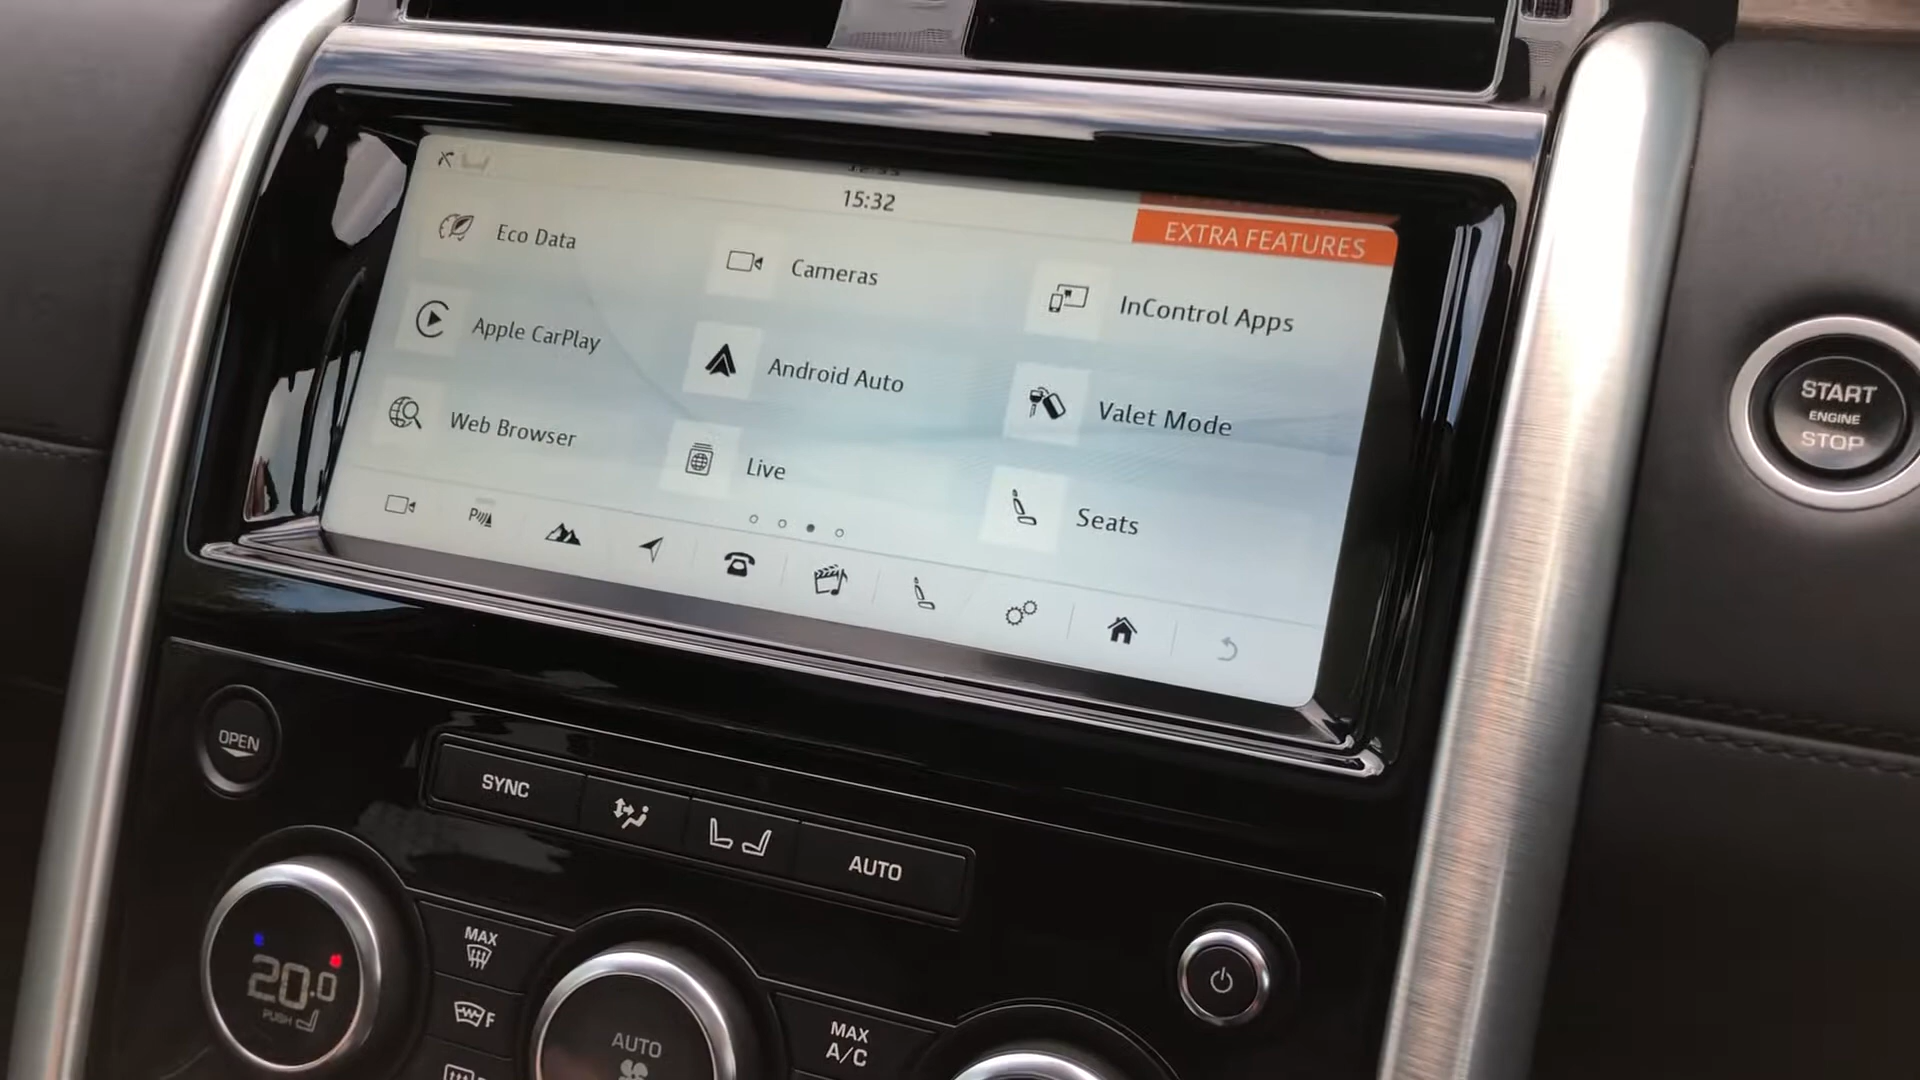 15:32
EXTRA FEATURES
Eco Data
Cameras
InControl Apps
Apple CarPlay
Android Auto
Valet Mode
Web Browser
Live
Seats
START
ENGINE
STOP
OPEN
SYNC
AUTO
MAX
F
20.0
PUSH
AUTO
MAX
A/C